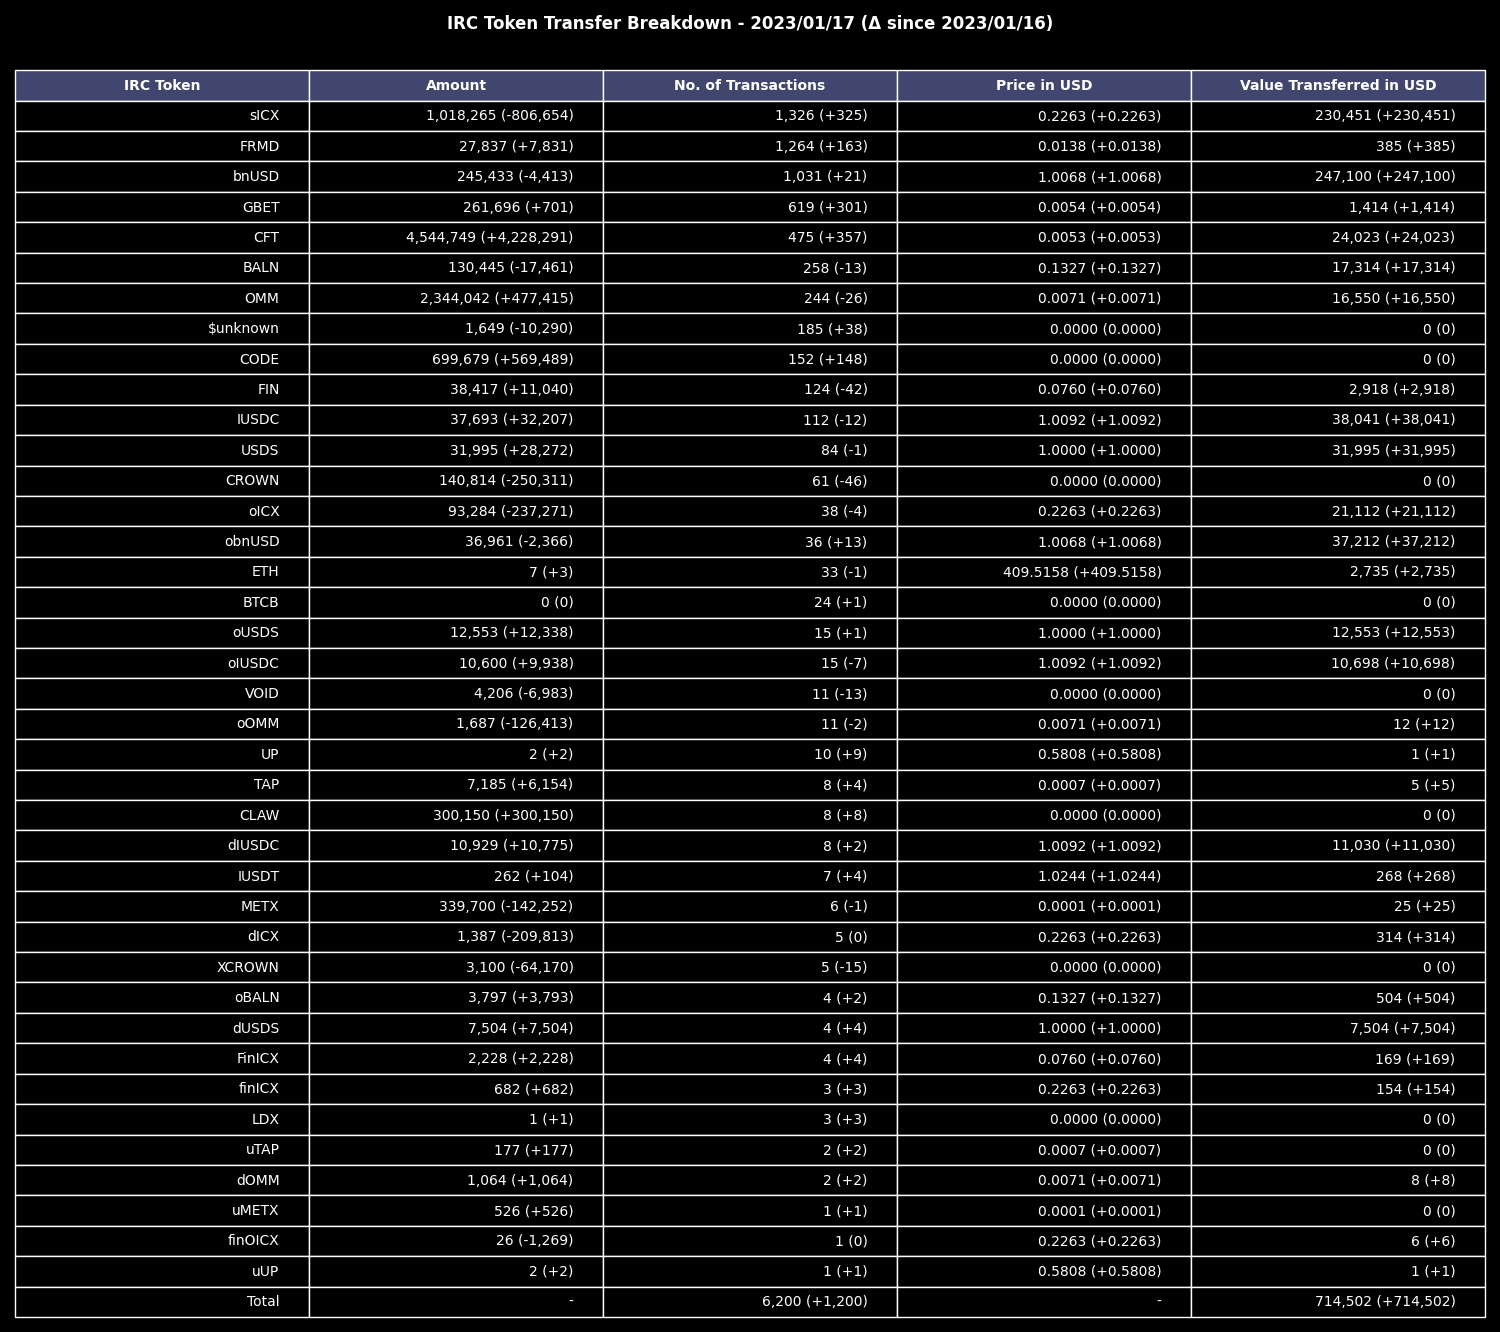 IRC Token Transfer Breakdown - 2023/01/17 (Δ since 2023/01/16)
IRC Token Amount No. of Transactions Price in USD Value Transferred in USD
sICX 1,018,265 (-806,654) 1,326 (+325) 0.2263 (+0.2263) 230,451 (+230,451)
FRMD 27,837 (+7,831) 1,264 (+163) 0.0138 (+0.0138) 385 (+385)
bnUSD 245,433 (-4,413) 1,031 (+21) 1.0068 (+1.0068) 247,100 (+247,100)
GBET 261,696 (+701) 619 (+301) 0.0054 (+0.0054) 1,414 (+1,414)
CFT 4,544,749 (+4,228,291) 475 (+357) 0.0053 (+0.0053) 24,023 (+24,023)
BALN 130,445 (-17,461) 258 (-13) 0.1327 (+0.1327) 17,314 (+17,314)
OMM 2,344,042 (+477,415) 244 (-26) 0.0071 (+0.0071) 16,550 (+16,550)
$unknown 1,649 (-10,290) 185 (+38) 0.0000 (0.0000) 0 (0)
CODE 699,679 (+569,489) 152 (+148) 0.0000 (0.0000) 0 (0)
FIN 38,417 (+11,040) 124 (-42) 0.0760 (+0.0760) 2,918 (+2,918)
IUSDC 37,693 (+32,207) 112 (-12) 1.0092 (+1.0092) 38,041 (+38,041)
USDS 31,995 (+28,272) 84 (-1) 1.0000 (+1.0000) 31,995 (+31,995)
CROWN 140,814 (-250,311) 61 (-46) 0.0000 (0.0000) 0 (0)
oICX 93,284 (-237,271) 38 (-4) 0.2263 (+0.2263) 21,112 (+21,112)
obnUSD 36,961 (-2,366) 36 (+13) 1.0068 (+1.0068) 37,212 (+37,212)
ETH 7 (+3) 33 (-1) 409.5158 (+409.5158) 2,735 (+2,735)
BTCB 0 (0) 24 (+1) 0.0000 (0.0000) 0 (0)
oUSDS 12,553 (+12,338) 15 (+1) 1.0000 (+1.0000) 12,553 (+12,553)
oIUSDC 10,600 (+9,938) 15 (-7) 1.0092 (+1.0092) 10,698 (+10,698)
VOID 4,206 (-6,983) 11 (-13) 0.0000 (0.0000) 0 (0)
oOMM 1,687 (-126,413) 11 (-2) 0.0071 (+0.0071) 12 (+12)
UP 2 (+2) 10 (+9) 0.5808 (+0.5808) 1 (+1)
TAP 7,185 (+6,154) 8 (+4) 0.0007 (+0.0007) 5 (+5)
CLAW 300,150 (+300,150) 8 (+8) 0.0000 (0.0000) 0 (0)
dIUSDC 10,929 (+10,775) 8 (+2) 1.0092 (+1.0092) 11,030 (+11,030)
IUSDT 262 (+104) 7 (+4) 1.0244 (+1.0244) 268 (+268)
METX 339,700 (-142,252) 6 (-1) 0.0001 (+0.0001) 25 (+25)
dICX 1,387 (-209,813) 5 (0) 0.2263 (+0.2263) 314 (+314)
XCROWN 3,100 (-64,170) 5 (-15) 0.0000 (0.0000) 0 (0)
oBALN 3,797 (+3,793) 4 (+2) 0.1327 (+0.1327) 504 (+504)
dUSDS 7,504 (+7,504) 4 (+4) 1.0000 (+1.0000) 7,504 (+7,504)
FinICX 2,228 (+2,228) 4 (+4) 0.0760 (+0.0760) 169 (+169)
finICX 682 (+682) 3 (+3) 0.2263 (+0.2263) 154 (+154)
LDX 1 (+1) 3 (+3) 0.0000 (0.0000) 0 (0)
uTAP 177 (+177) 2 (+2) 0.0007 (+0.0007) 0 (0)
dOMM 1,064 (+1,064) 2 (+2) 0.0071 (+0.0071) 8 (+8)
uMETX 526 (+526) 1 (+1) 0.0001 (+0.0001) 0 (0)
finOICX 26 (-1,269) 1 (0) 0.2263 (+0.2263) 6 (+6)
uUP 2 (+2) 1 (+1) 0.5808 (+0.5808) 1 (+1)
Total - 6,200 (+1,200) - 714,502 (+714,502)